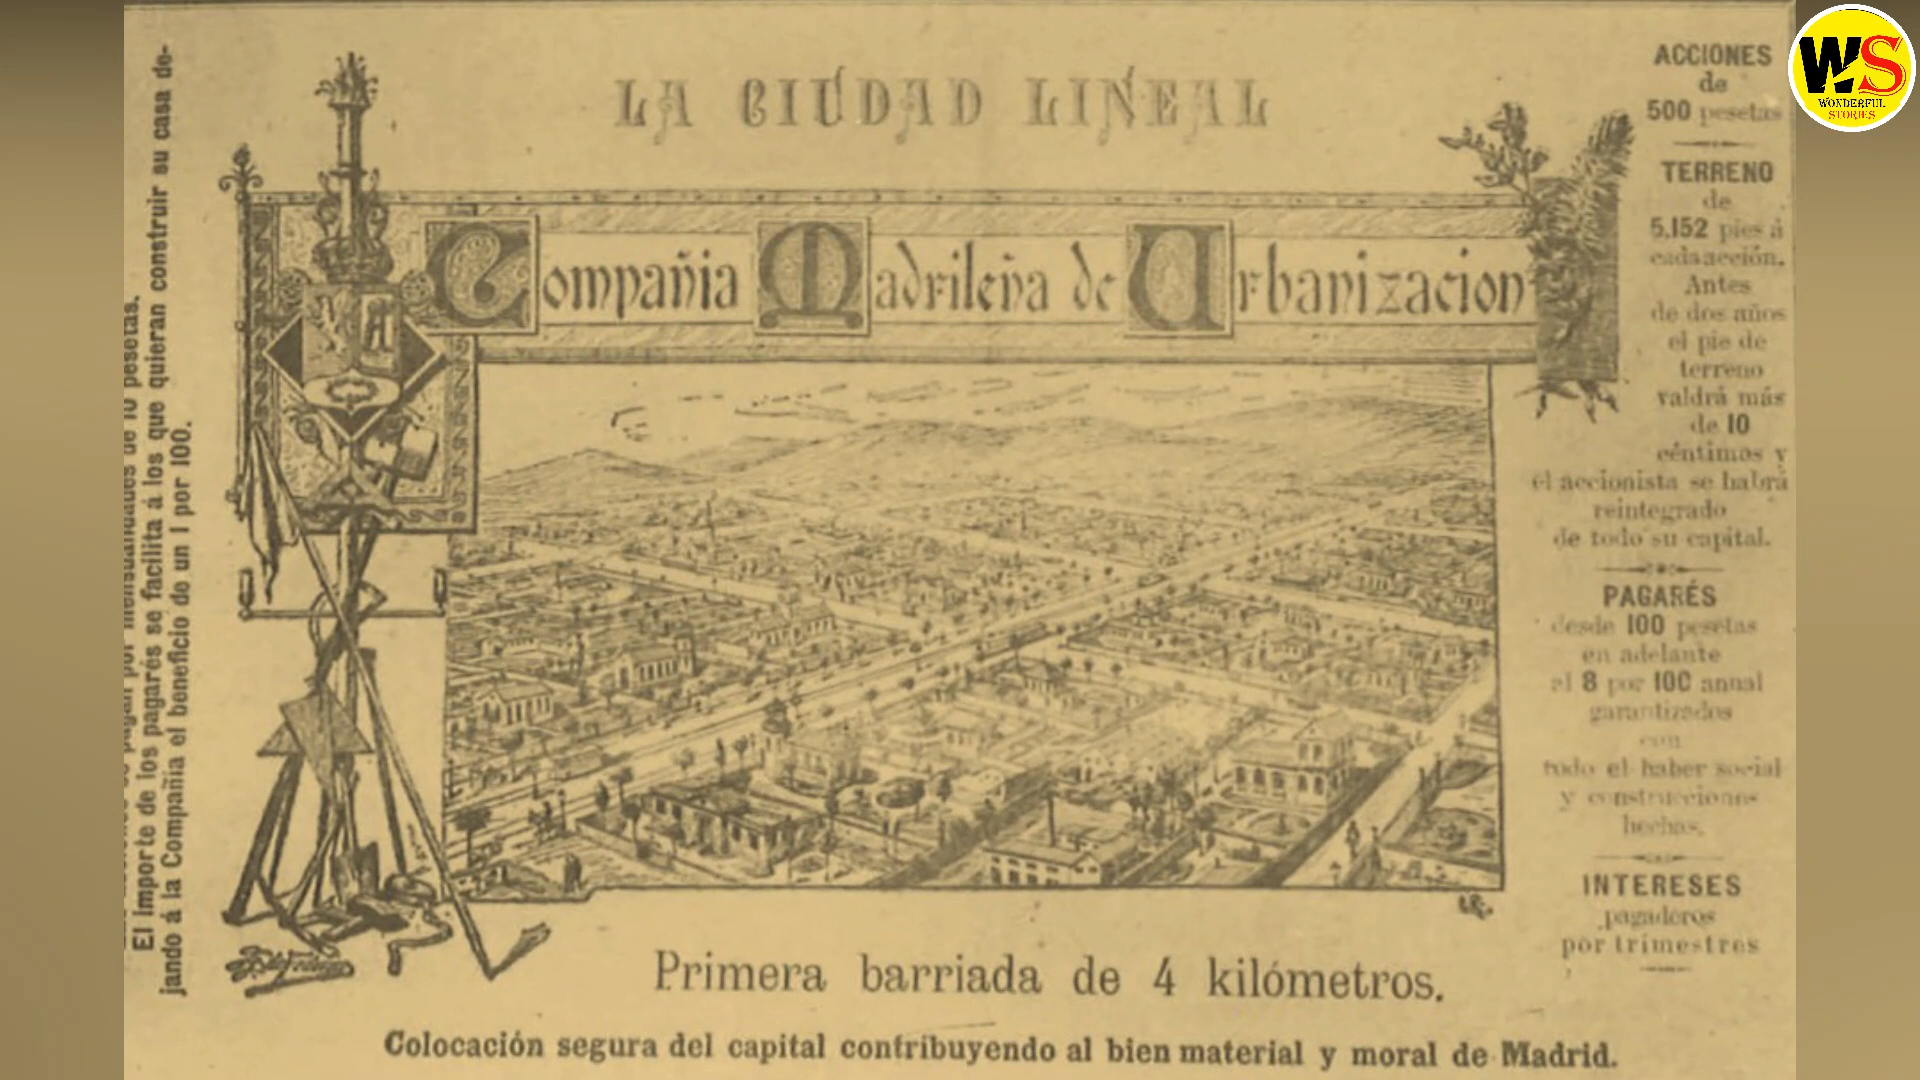 LA CIUDAD LINEAL
Compañia Madrileña de Urbanizacion
ACCIONES
de
500 pesetas
TERRENO
de
5.152 pies á
cada acción.
Antes
de dos años
el pie de
terreno
valdrá más
de 10
céntimos y
el accionista se habrá
reintegrado
de todo su capital.
PAGARÉS
desde 100 pesetas
en adelante
al 8 por 100 anual
garantizados
con
todo el haber social
y construcciones
hechas.
INTERESES
pagaderos
por trimestres
mensualidades de 10 pesetas.
El importe de los pagarés se facilita á los que quieran construir su casa de-
jando á la Compañia el beneficio de un 1 por 100.
Primera barriada de 4 kilómetros.
Colocación segura del capital contribuyendo al bien material y moral de Madrid.
WS
WONDERFUL
STORIES